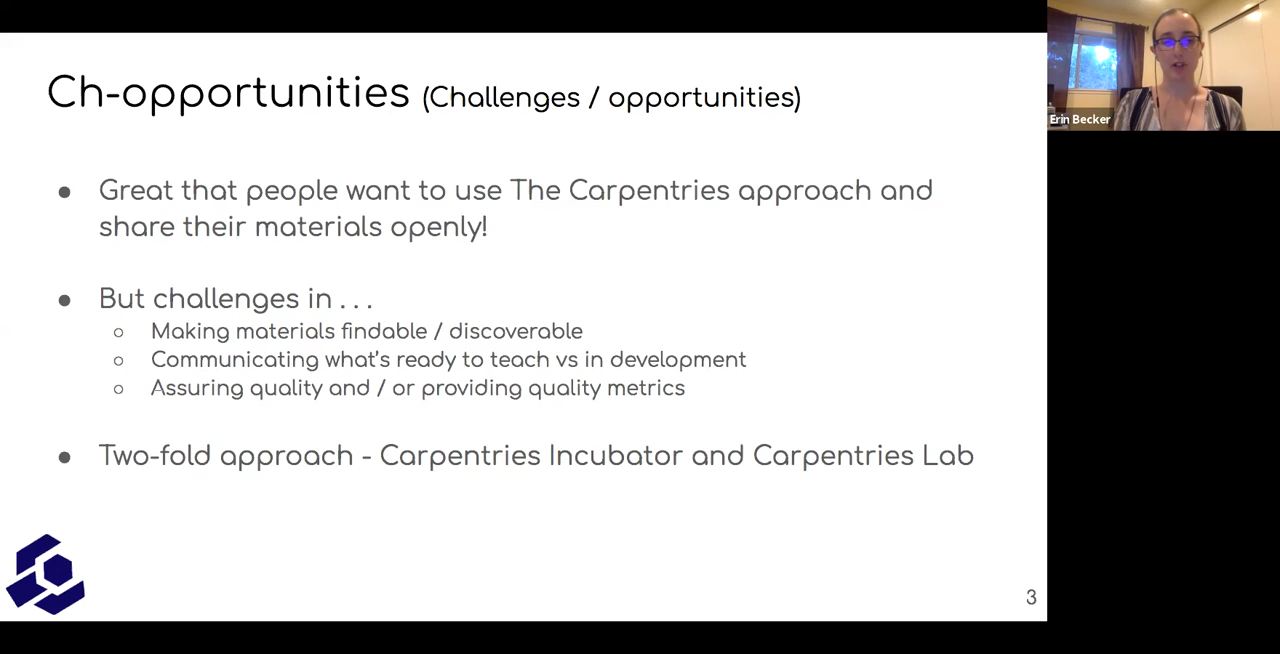 Ch-opportunities (Challenges / opportunities)
● Great that people want to use The Carpentries approach and
share their materials openly!
● But challenges in . . .
○ Making materials findable / discoverable
○ Communicating what's ready to teach vs in development
○ Assuring quality and / or providing quality metrics
● Two-fold approach - Carpentries Incubator and Carpentries Lab
3
Erin Becker